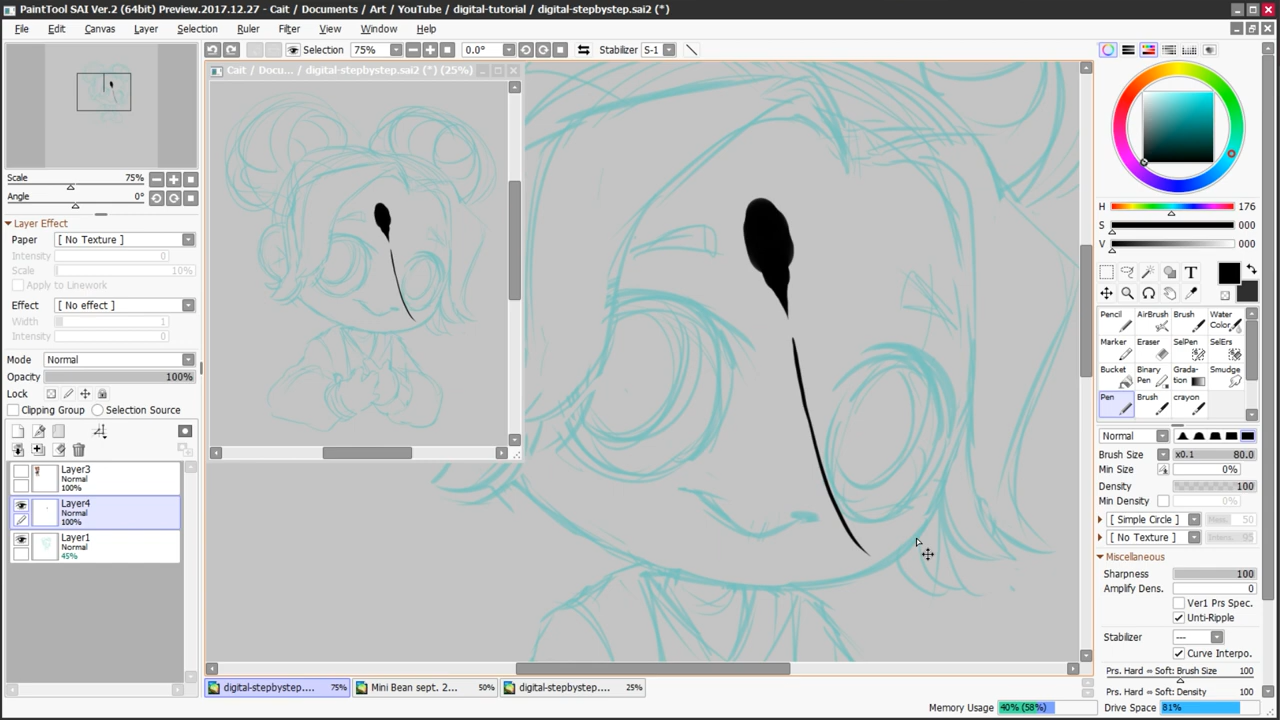 PaintTool SAI Ver.2 (64bit) Preview.2017.12.27 - Cait / Documents / Art / YouTube / digital-tutorial / digital-stepbystep.sai2 (*)
File Edit Canvas Layer Selection Ruler Filter View Window Help
Selection 75% 0.0° Stabilizer S-1
Cait / Docu... / digital-stepbystep.sai2 (*) (25%)
Scale 75%
Angle 0°
Layer Effect
Paper [ No Texture ]
Intensity 0
Scale 10%
Apply to Linework
Effect [ No effect ]
Width 1
Intensity 0
Mode Normal
Opacity 100%
Lock
Clipping Group Selection Source
Layer3
Normal
100%
Layer4
Normal
100%
Layer1
Normal
45%
digital-stepbystep.... 75% Mini Bean sept. 2... 50% digital-stepbystep.... 25%
H 176
S 000
V 000
T
Pencil AirBrush Brush Water Color
Marker Eraser SelPen SelErs
Bucket Binary Pen Grada-tion Smudge
Pen Brush crayon
Normal
Brush Size x0.1 80.0
Min Size 0%
Density 100
Min Density 0%
[ Simple Circle ] 50
[ No Texture ] 95
Miscellaneous
Sharpness 100
Amplify Dens. 0
Ver1 Prs Spec.
Unti-Ripple
Stabilizer ---
Curve Interpo.
Prs. Hard ⇔ Soft: Brush Size 100
Prs. Hard ⇔ Soft: Density 100
Memory Usage 40% (58%) Drive Space 81%